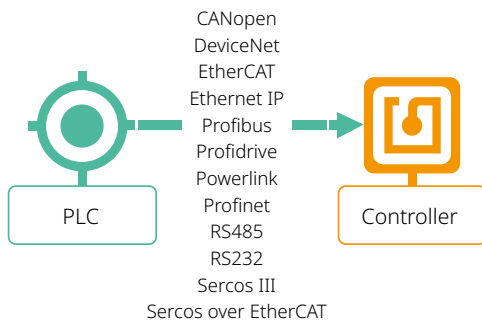 CANopen
DeviceNet
EtherCAT
Ethernet IP
Profibus
Profidrive
Powerlink
Profinet
RS485
RS232
Sercos III
Sercos over EtherCAT
PLC
Controller